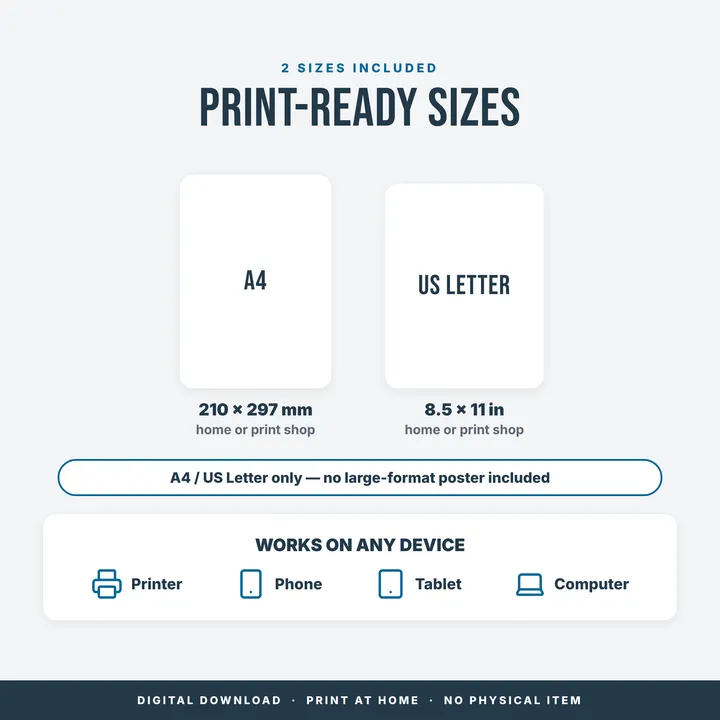 2 SIZES INCLUDED
PRINT-READY SIZES
A4
US LETTER
210 × 297 mm
home or print shop
8.5 × 11 in
home or print shop
A4 / US Letter only — no large-format poster included
WORKS ON ANY DEVICE
Printer
Phone
Tablet
Computer
DIGITAL DOWNLOAD · PRINT AT HOME · NO PHYSICAL ITEM